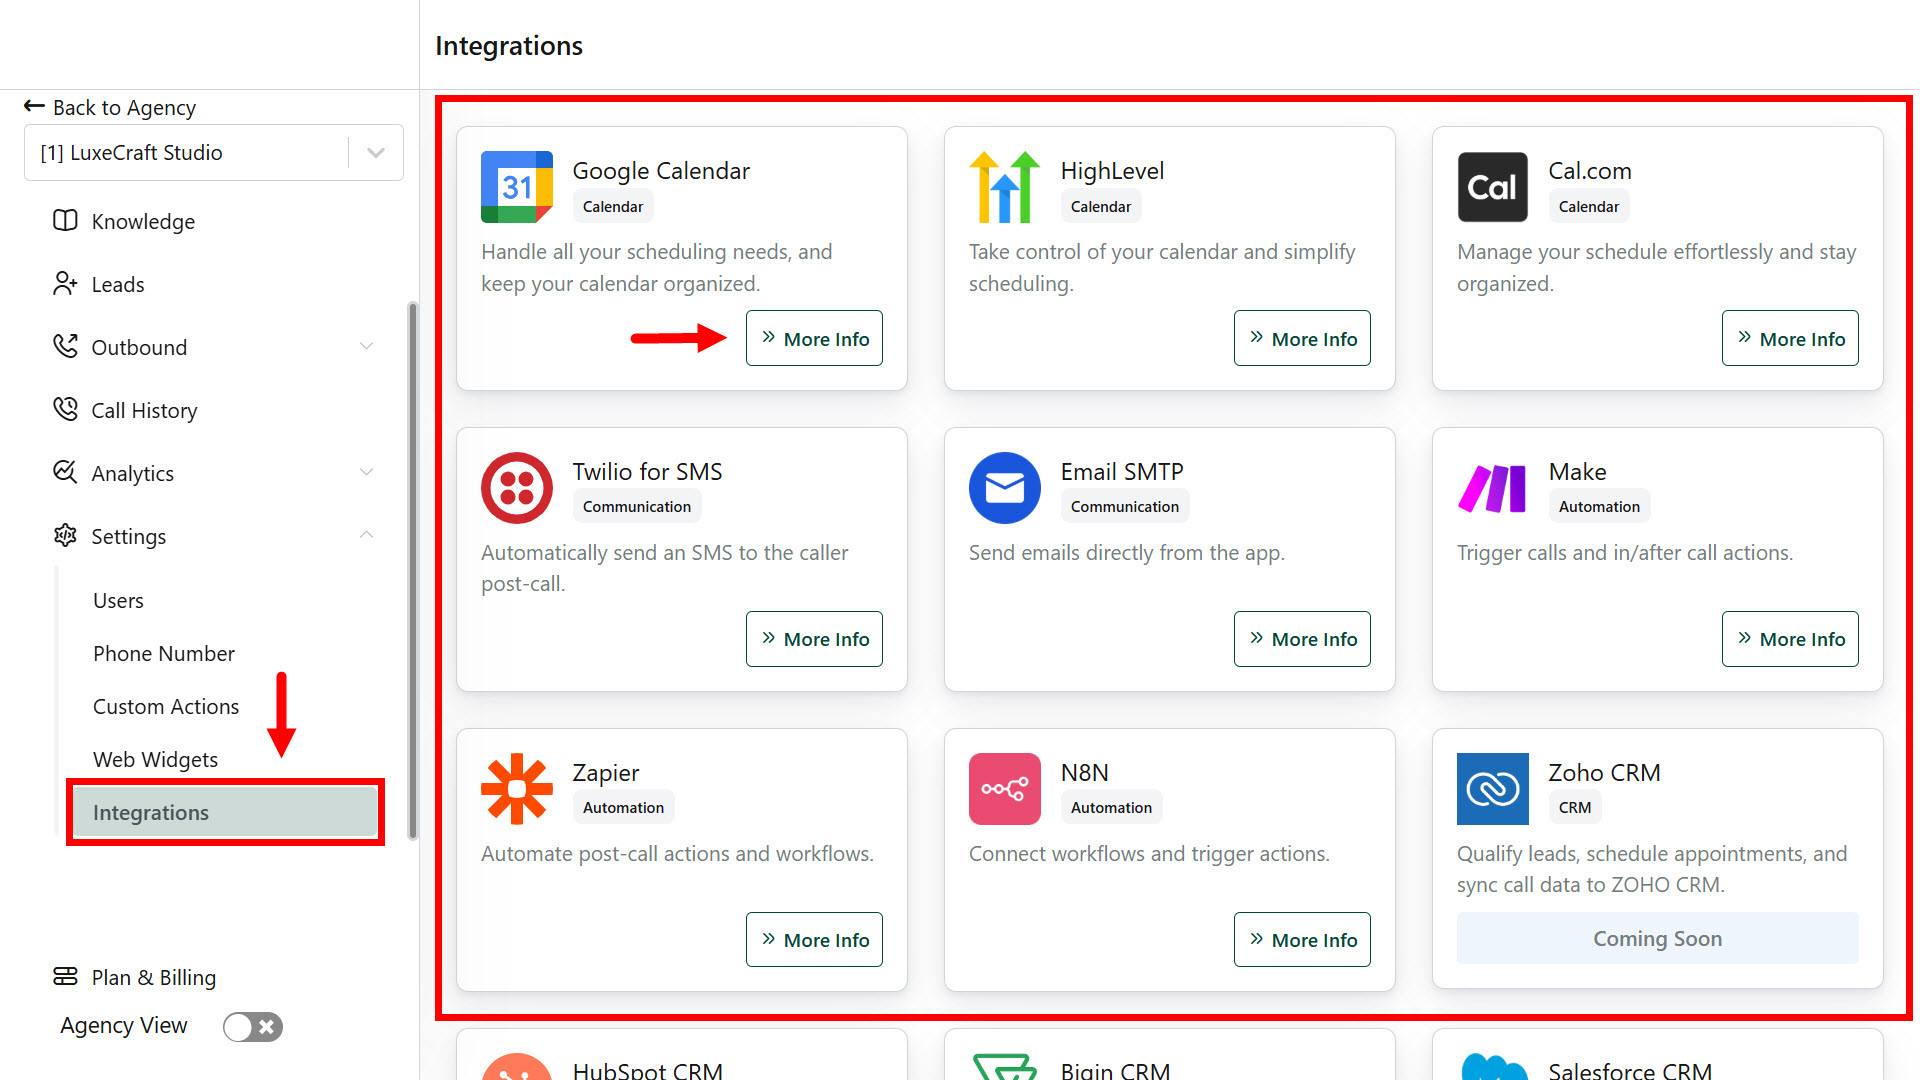 Integrations
Back to Agency
[1] LuxeCraft Studio
Knowledge
Leads
Outbound
Call History
Analytics
Settings
Users
Phone Number
Custom Actions
Web Widgets
Integrations
Plan & Billing
Agency View
31
Google Calendar
Calendar
Handle all your scheduling needs, and
keep your calendar organized.
More Info
HighLevel
Calendar
Take control of your calendar and simplify
scheduling.
More Info
Cal
Cal.com
Calendar
Manage your schedule effortlessly and stay
organized.
More Info
Twilio for SMS
Communication
Automatically send an SMS to the caller
post-call.
More Info
Email SMTP
Communication
Send emails directly from the app.
More Info
Make
Automation
Trigger calls and in/after call actions.
More Info
Zapier
Automation
Automate post-call actions and workflows.
More Info
N8N
Automation
Connect workflows and trigger actions.
More Info
Zoho CRM
CRM
Qualify leads, schedule appointments, and
sync call data to ZOHO CRM.
Coming Soon
HubSpot CRM
Bigin CRM
Salesforce CRM